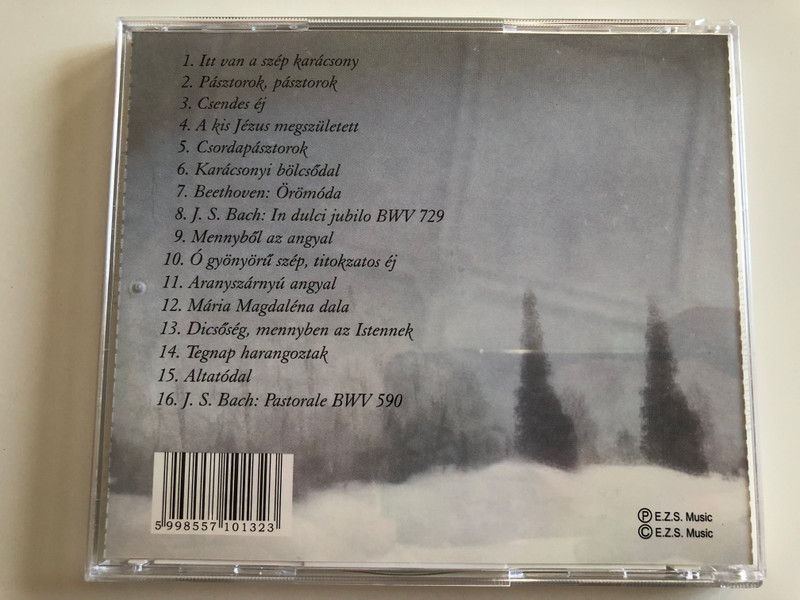 1. Itt van a szép karácsony
2. Pásztorok, pásztorok
3. Csendes éj
4. A kis Jézus megszületett
5. Csordapásztorok
6. Karácsonyi bölcsődal
7. Beethoven: Örömóda
8. J. S. Bach: In dulci jubilo BWV 729
9. Mennyből az angyal
10. Ó gyönyörű szép, titokzatos éj
11. Aranyszárnyú angyal
12. Mária Magdaléna dala
13. Dicsőség, mennyben az Istennek
14. Tegnap harangoztak
15. Altatódal
16. J. S. Bach: Pastorale BWV 590
5 998557 101323
Ⓟ E.Z.S. Music
© E.Z.S. Music